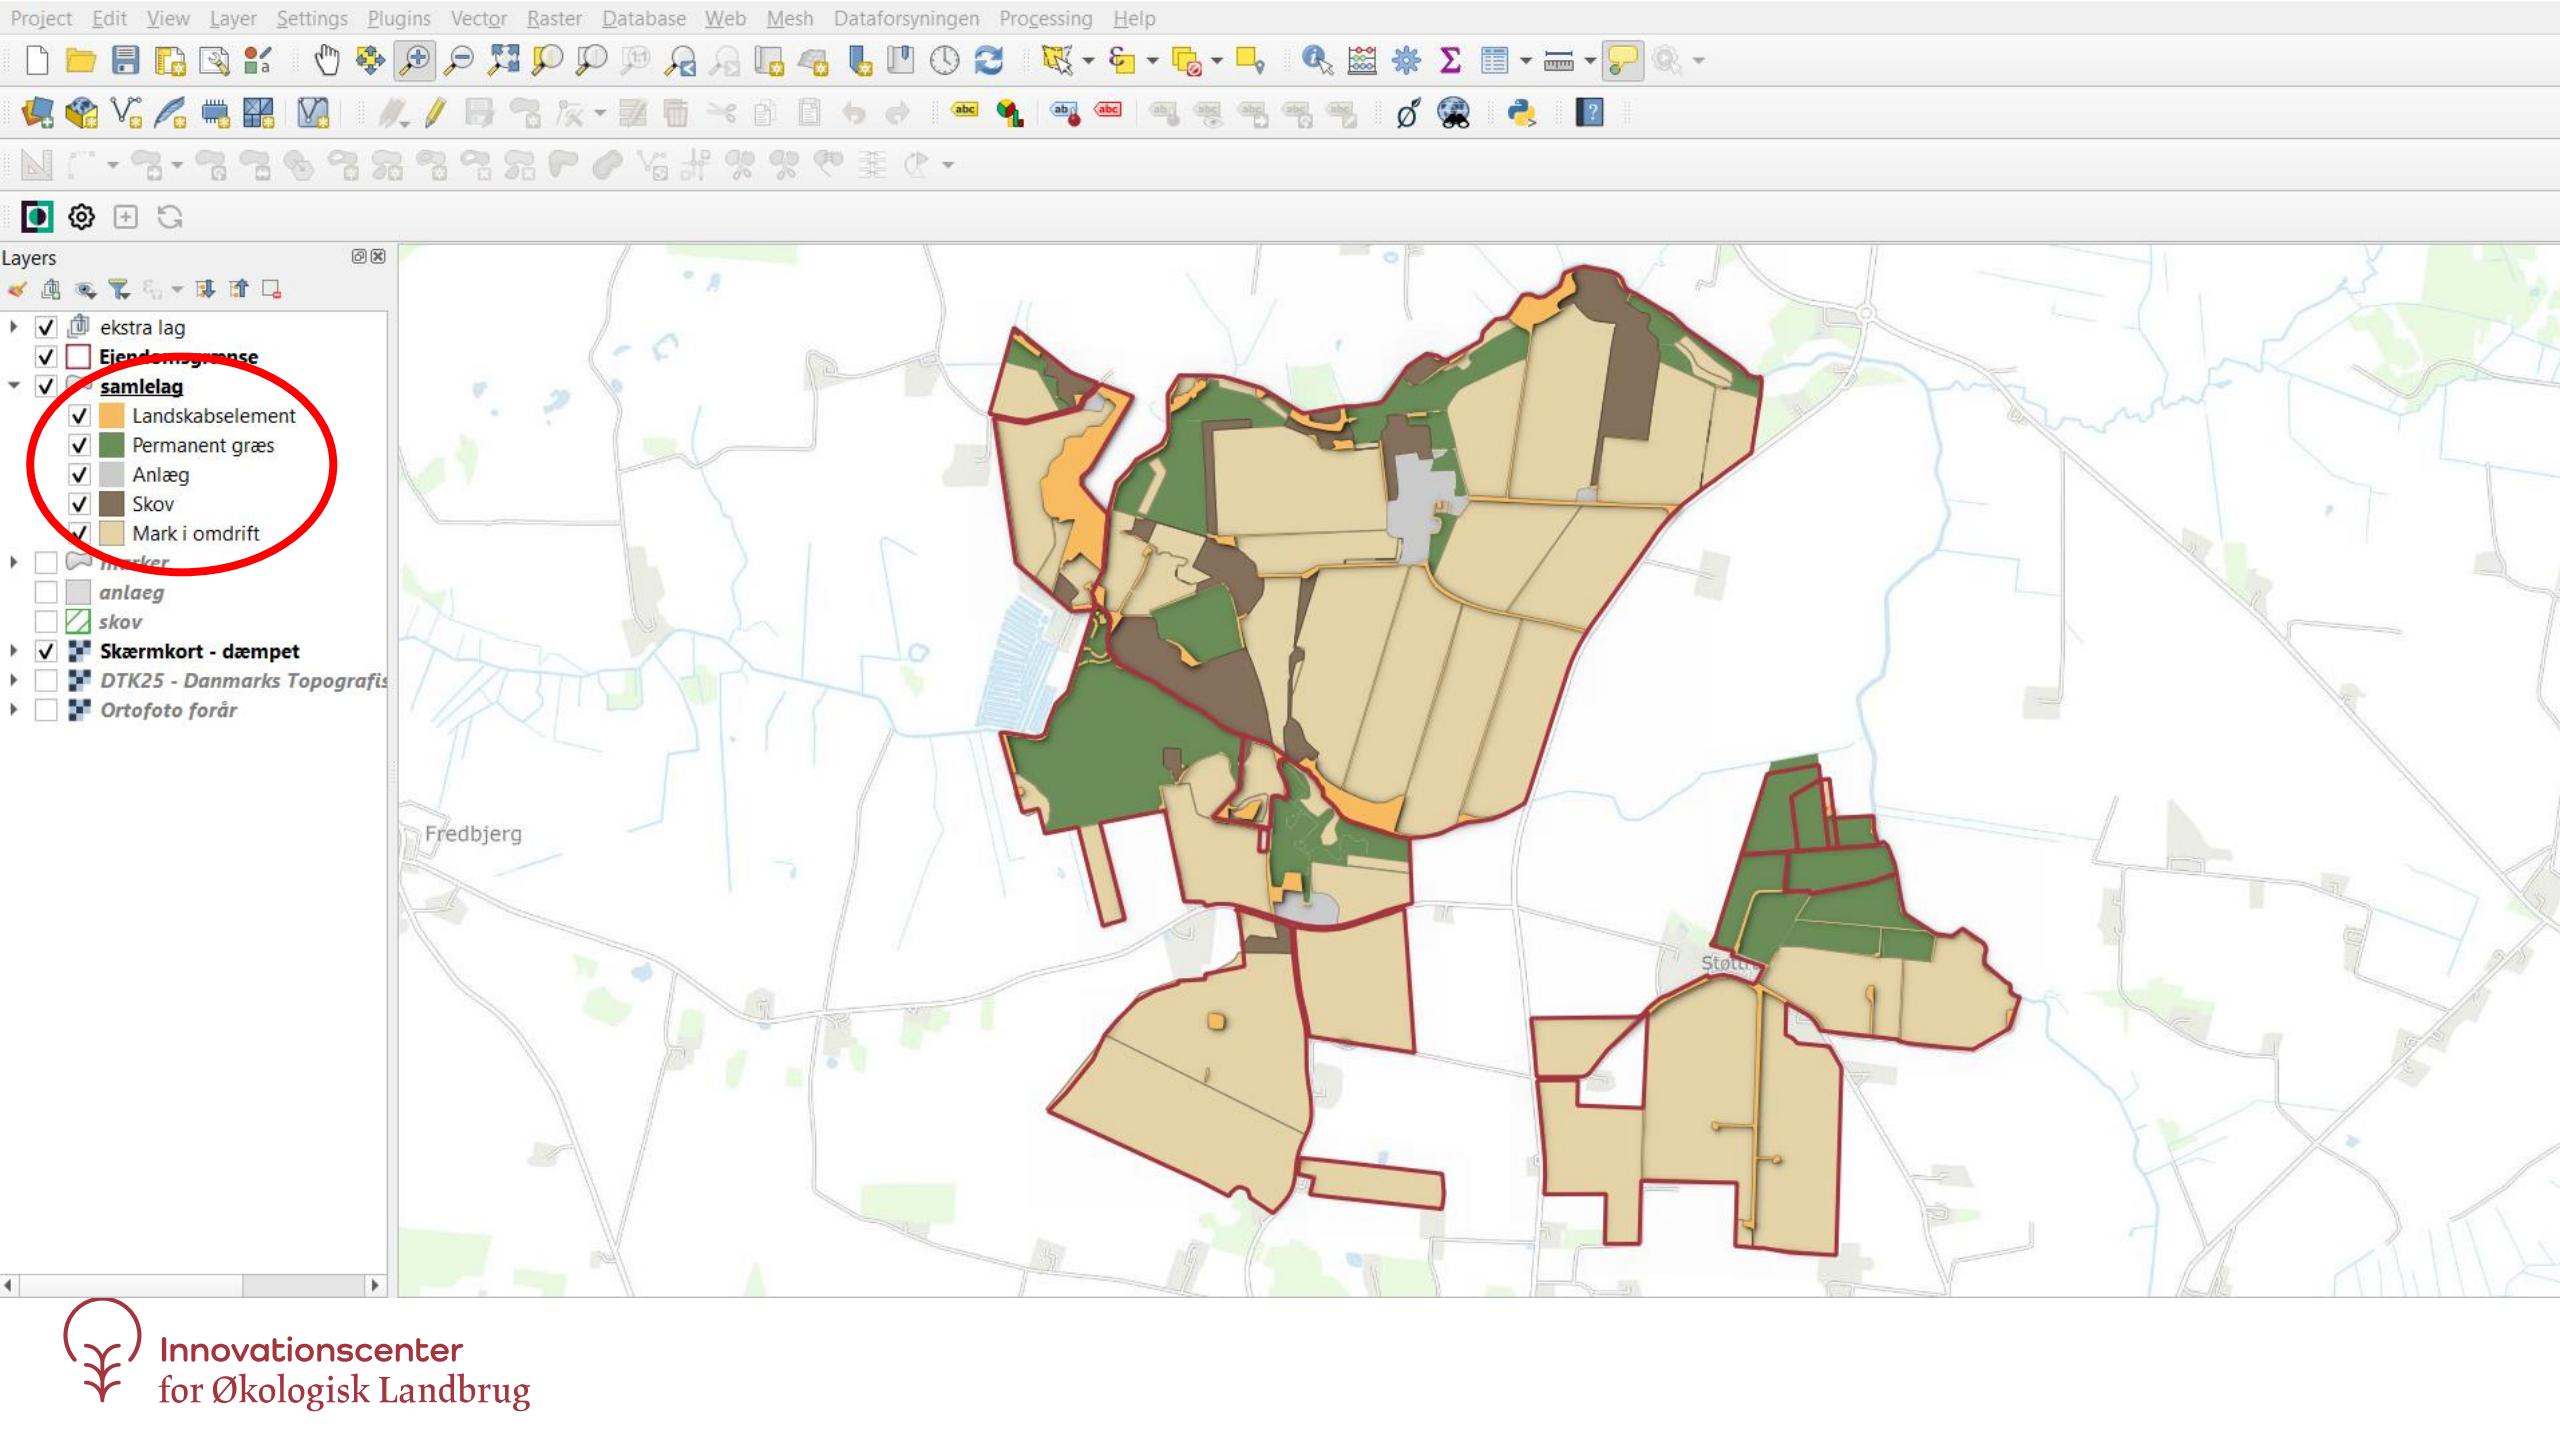 Project Edit View Layer Settings Plugins Vector Raster Database Web Mesh Dataforsyningen Processing Help
Layers
ekstra lag
Ejendomsgrænse
samlelag
Landskabselement
Permanent græs
Anlæg
Skov
Mark i omdrift
marker
anlaeg
skov
Skærmkort - dæmpet
DTK25 - Danmarks Topografis
Ortofoto forår
Fredbjerg
Innovationscenter
for Økologisk Landbrug